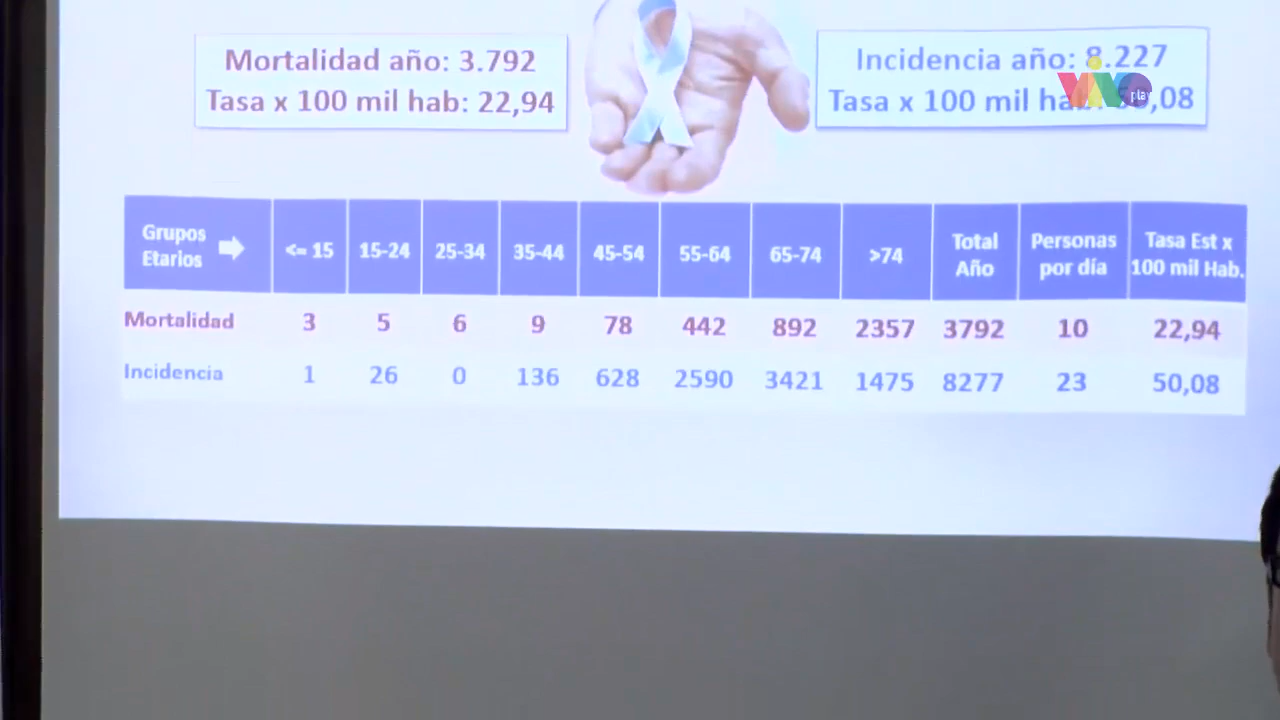 Mortalidad año: 3.792
Tasa x 100 mil hab: 22,94
Incidencia año: 8.227
Tasa x 100 mil hab: 50,08
VIVO
play
Grupos Etarios <= 15 15-24 25-34 35-44 45-54 55-64 65-74 >74 Total Año Personas por día Tasa Est x 100 mil Hab.
Mortalidad 3 5 6 9 78 442 892 2357 3792 10 22,94
Incidencia 1 26 0 136 628 2590 3421 1475 8277 23 50,08